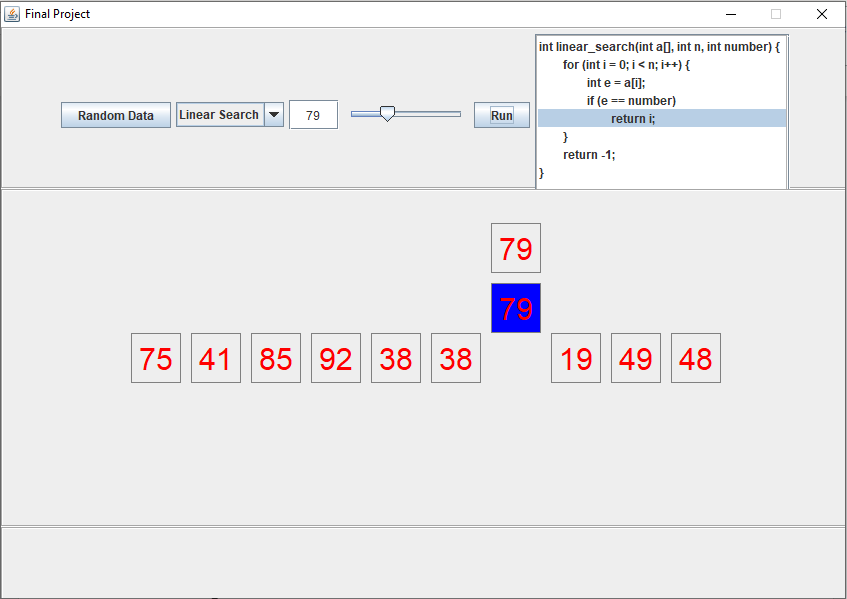 Final Project
Random Data
Linear Search
79
Run
int linear_search(int a[], int n, int number) {
for (int i = 0; i < n; i++) {
int e = a[i];
if (e == number)
return i;
}
return -1;
}
79
79
75 41 85 92 38 38 19 49 48